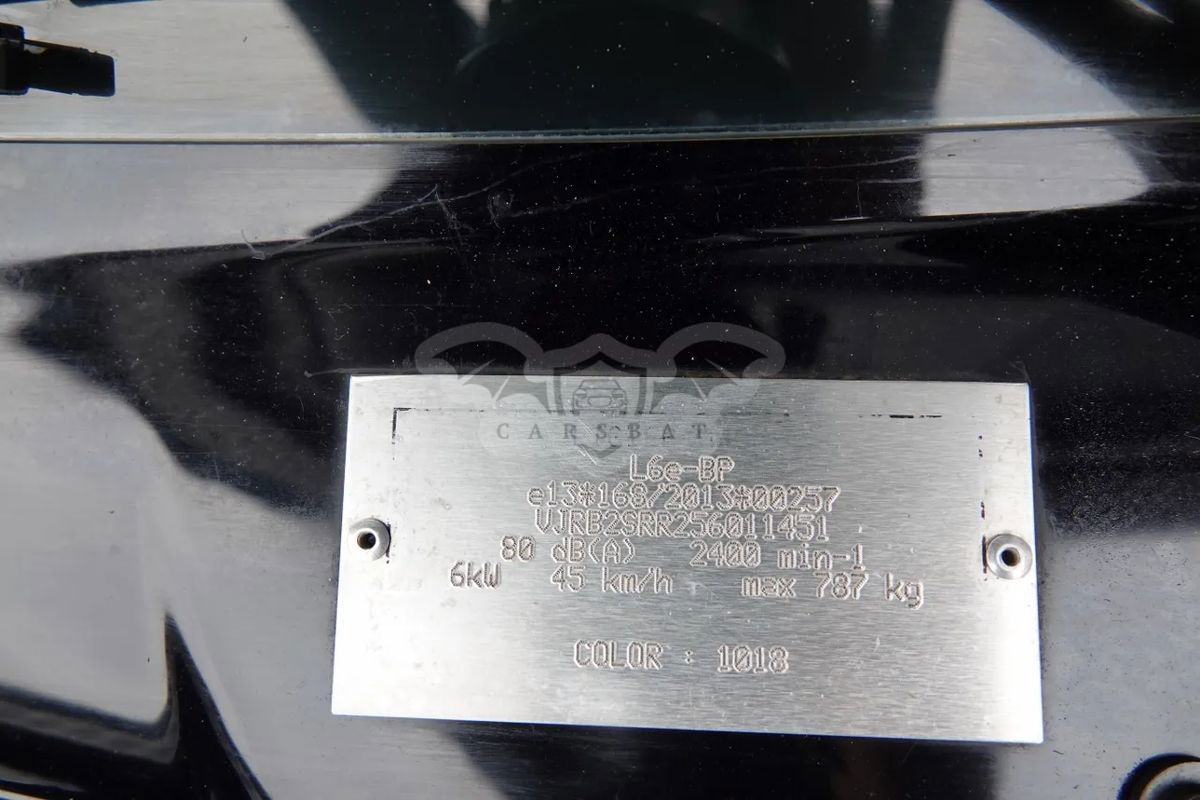 CARSBAT
L6e-BP
e13*168/2013*00257
VJRB2SRR256011451
80 dB(A) 2400 min-1
6kW 45 km/h max 787 kg
COLOR : 1018